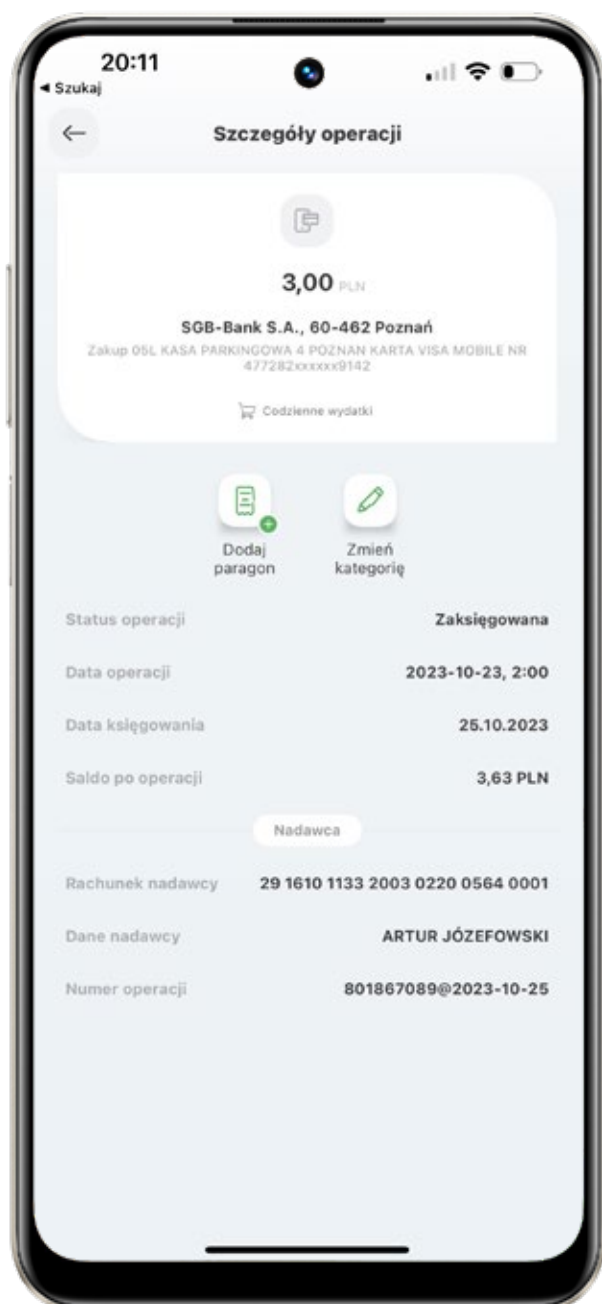 20:11
◄ Szukaj
Szczegóły operacji
3,00 PLN
SGB-Bank S.A., 60-462 Poznań
Zakup 05L KASA PARKINGOWA 4 POZNAN KARTA VISA MOBILE NR
477282xxxxxx9142
Codzienne wydatki
Dodaj
paragon
Zmień
kategorię
Status operacji Zaksięgowana
Data operacji 2023-10-23, 2:00
Data księgowania 25.10.2023
Saldo po operacji 3,63 PLN
Nadawca
Rachunek nadawcy 29 1610 1133 2003 0220 0564 0001
Dane nadawcy ARTUR JÓZEFOWSKI
Numer operacji 801867089@2023-10-25